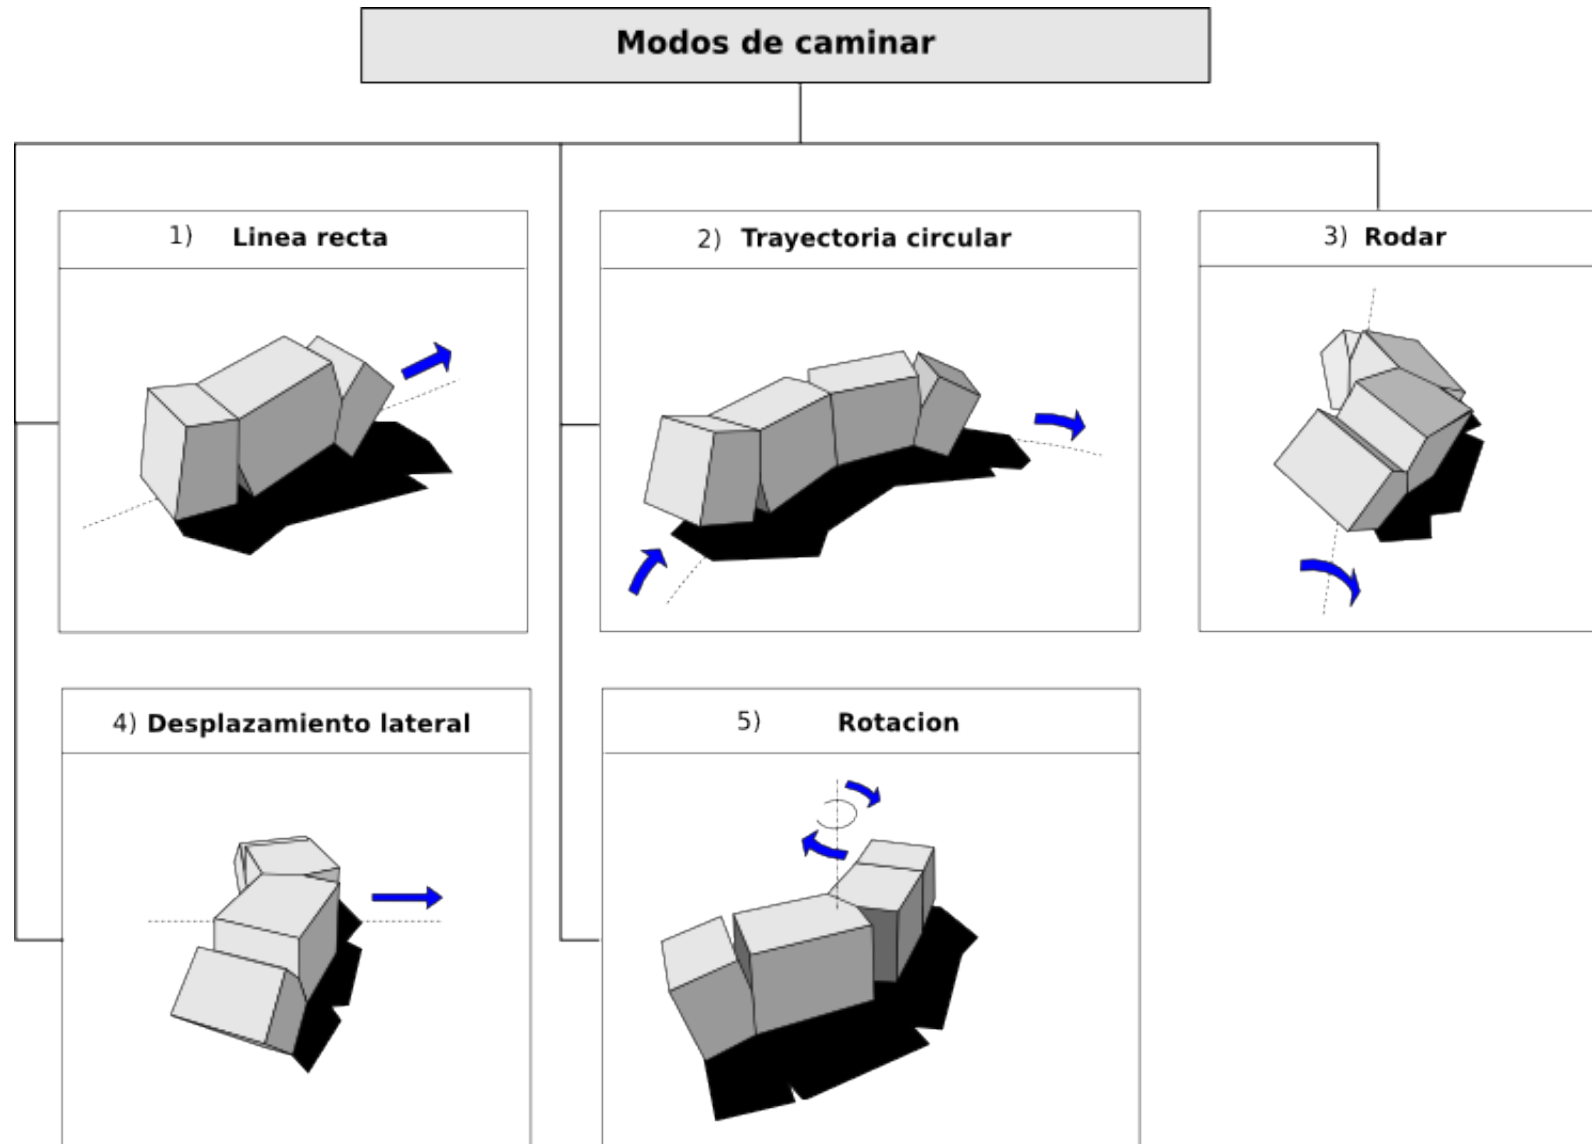 Modos de caminar
1) Linea recta
2) Trayectoria circular
3) Rodar
4) Desplazamiento lateral
5) Rotacion